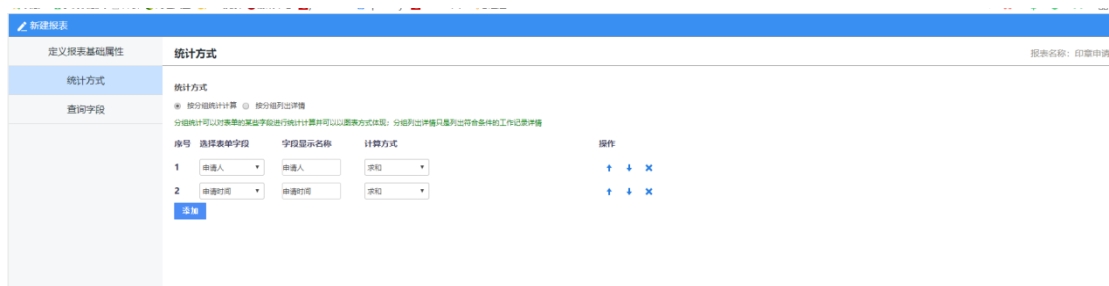 新建报表
定义报表基础属性
统计方式
查询字段
统计方式
报表名称：印章申请
统计方式
按分组统计计算 按分组列出详情
分组统计可以对表单的某些字段进行统计计算并可以以图表方式体现；分组列出详情只是列出符合条件的工作记录详情
序号 选择表单字段 字段显示名称 计算方式 操作
1 申请人 申请人 求和
2 申请时间 申请时间 求和
添加